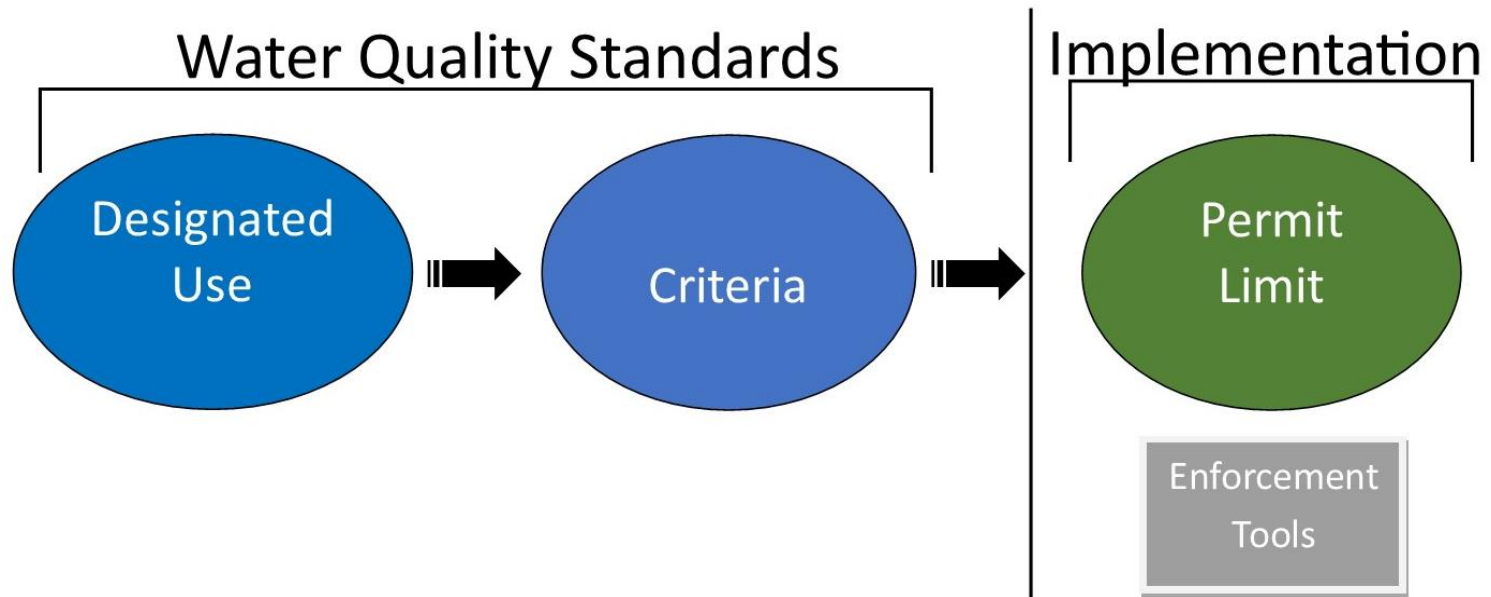 Water Quality Standards
Implementation
Designated
Use
Criteria
Permit
Limit
Enforcement
Tools